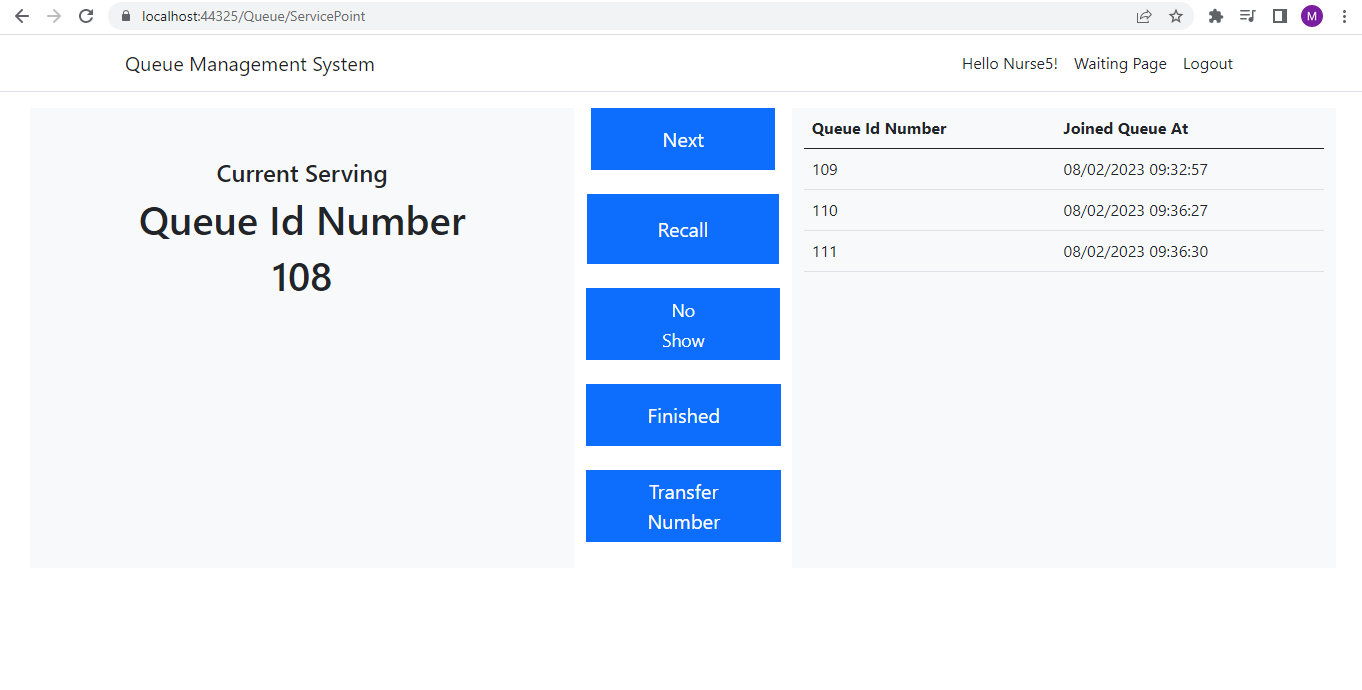 localhost:44325/Queue/ServicePoint
M
Queue Management System
Hello Nurse5! Waiting Page Logout
Current Serving
Queue Id Number
108
Next
Recall
No
Show
Finished
Transfer
Number
Queue Id Number Joined Queue At
109 08/02/2023 09:32:57
110 08/02/2023 09:36:27
111 08/02/2023 09:36:30